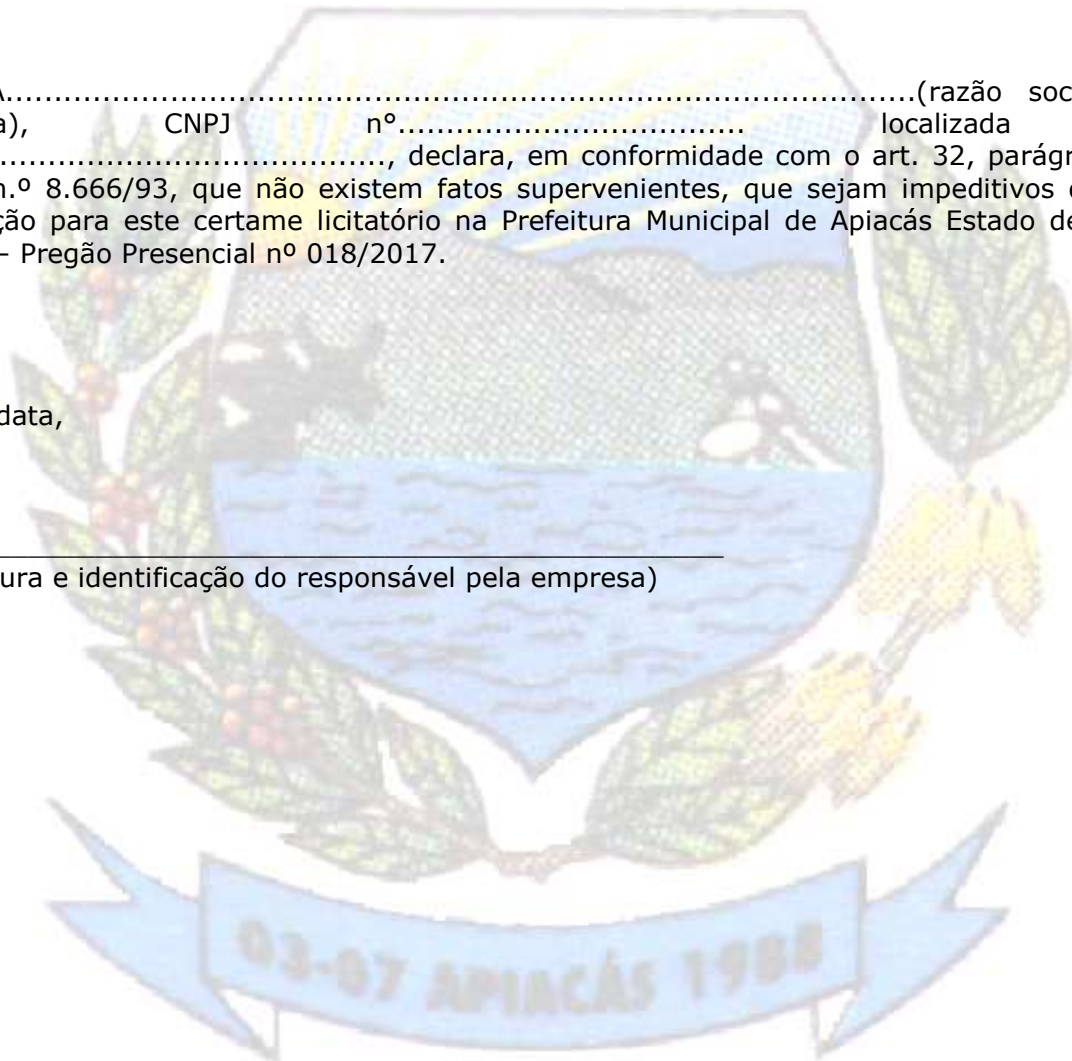 A.............................................................................................(razão soc
a), CNPJ n°................................... localizada
........................................, declara, em conformidade com o art. 32, parágr
n.º 8.666/93, que não existem fatos supervenientes, que sejam impeditivos
ção para este certame licitatório na Prefeitura Municipal de Apiacás Estado de
– Pregão Presencial nº 018/2017.
data,
______________________________________________________
ura e identificação do responsável pela empresa)
03-07 APIACÁS 1988